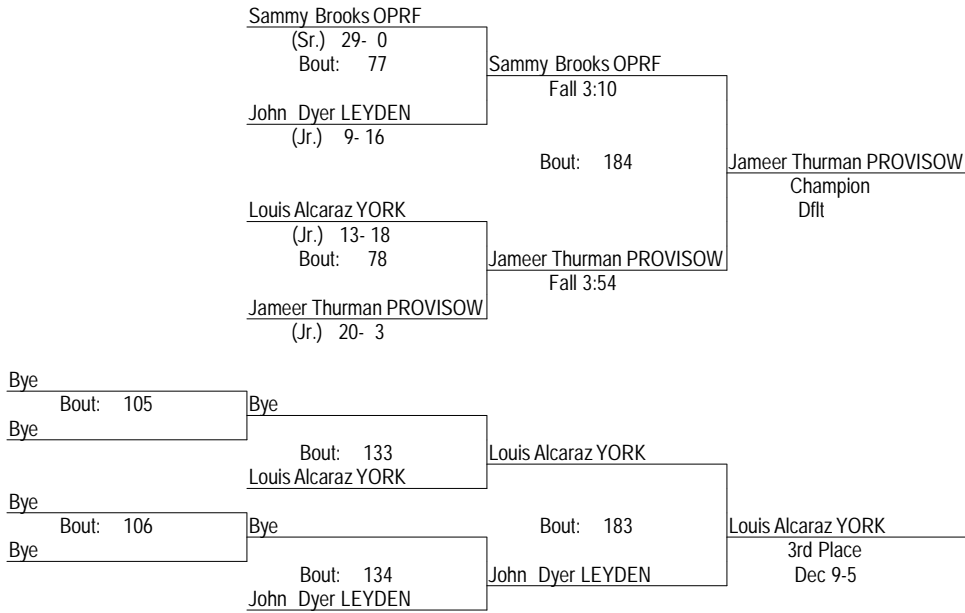 Sammy Brooks OPRF
(Sr.) 29- 0
Bout: 77
Sammy Brooks OPRF
Fall 3:10
John Dyer LEYDEN
(Jr.) 9- 16
Bout: 184
Jameer Thurman PROVISOW
Champion
Dflt
Louis Alcaraz YORK
(Jr.) 13- 18
Bout: 78
Jameer Thurman PROVISOW
Fall 3:54
Jameer Thurman PROVISOW
(Jr.) 20- 3
Bye
Bout: 105
Bye
Bye
Bout: 133
Louis Alcaraz YORK
Louis Alcaraz YORK
Bye
Bout: 106
Bye
Bye
Bout: 183
Louis Alcaraz YORK
3rd Place
Dec 9-5
Bout: 134
John Dyer LEYDEN
John Dyer LEYDEN